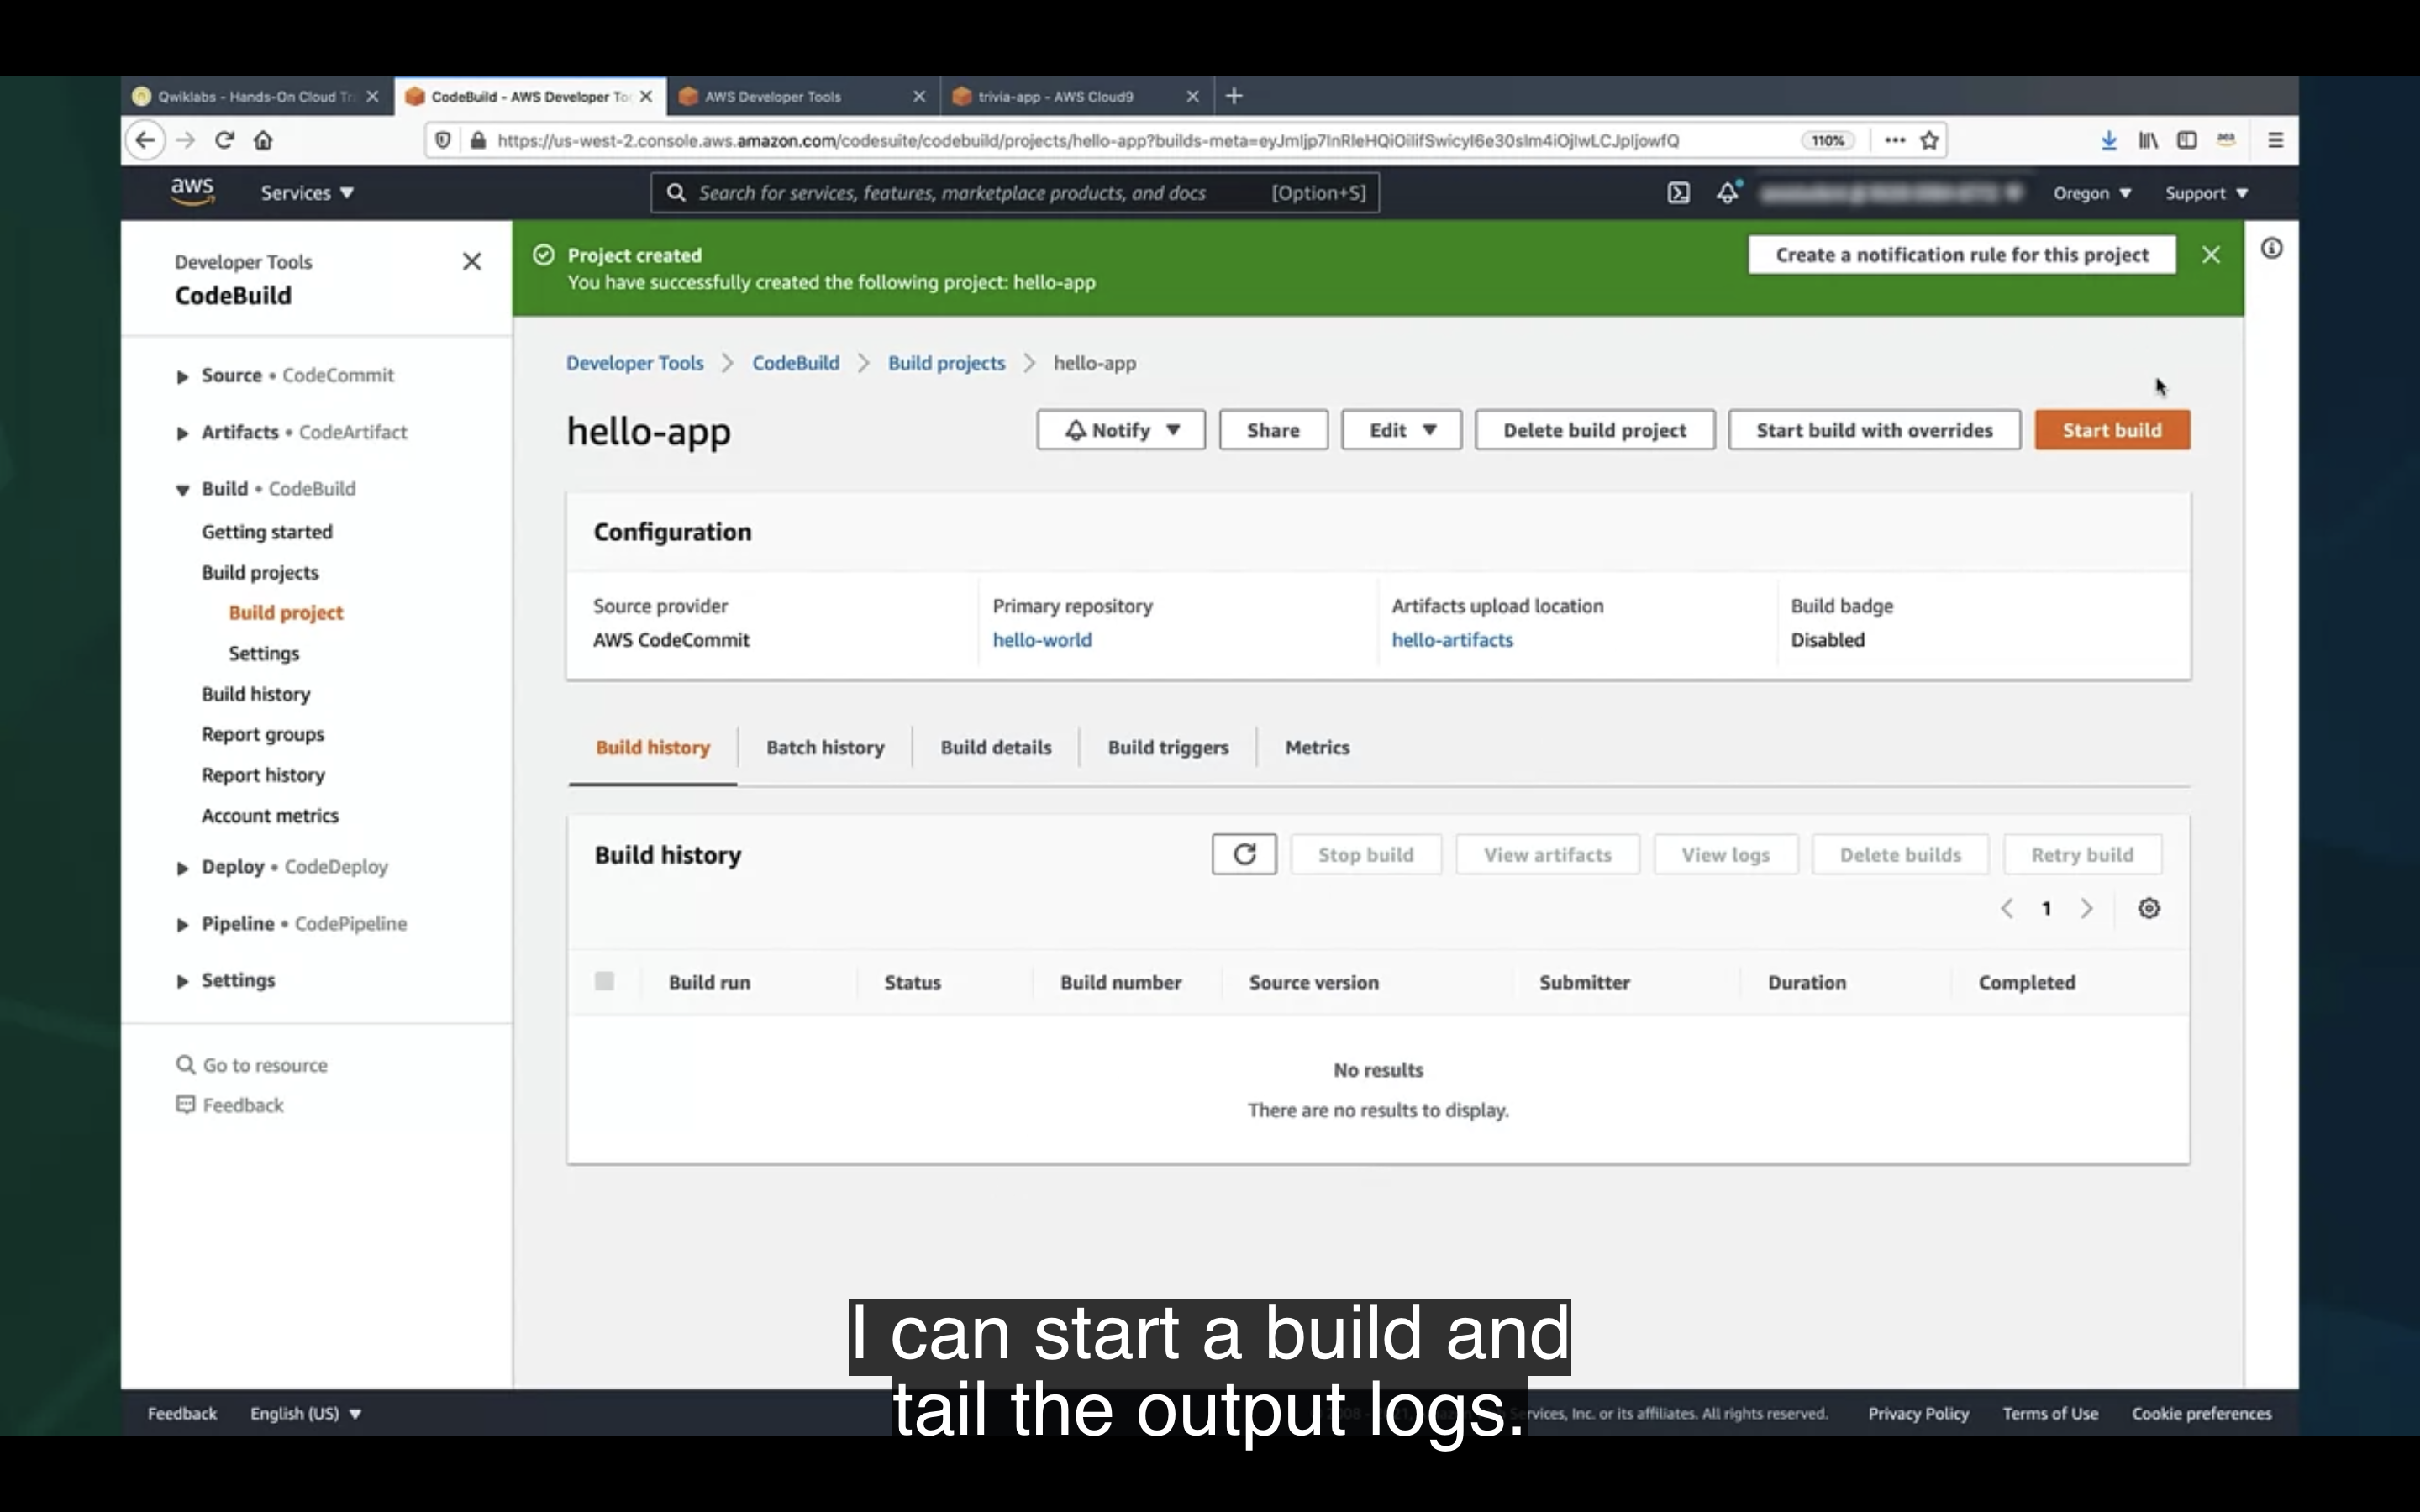 Qwiklabs - Hands-On Cloud Tr
CodeBuild - AWS Developer To
AWS Developer Tools
trivia-app - AWS Cloud9
https://us-west-2.console.aws.amazon.com/codesuite/codebuild/projects/hello-app?builds-meta=
110%
aws
Services
Search for services, features, marketplace products, and docs
[Option+S]
Oregon
Support
Developer Tools
CodeBuild
Source • CodeCommit
Artifacts • CodeArtifact
Build • CodeBuild
Getting started
Build projects
Build project
Settings
Build history
Report groups
Report history
Account metrics
Deploy • CodeDeploy
Pipeline • CodePipeline
Settings
Go to resource
Feedback
Project created
You have successfully created the following project: hello-app
Create a notification rule for this project
Developer Tools > CodeBuild > Build projects > hello-app
hello-app
Notify
Share
Edit
Delete build project
Start build with overrides
Start build
Configuration
Source provider
AWS CodeCommit
Primary repository
hello-world
Artifacts upload location
hello-artifacts
Build badge
Disabled
Build history
Batch history
Build details
Build triggers
Metrics
Build history
Stop build
View artifacts
View logs
Delete builds
Retry build
1
Build run
Status
Build number
Source version
Submitter
Duration
Completed
No results
There are no results to display.
I can start a build and
tail the output logs.
Feedback
English (US)
Services, Inc. or its affiliates. All rights reserved.
Privacy Policy
Terms of Use
Cookie preferences